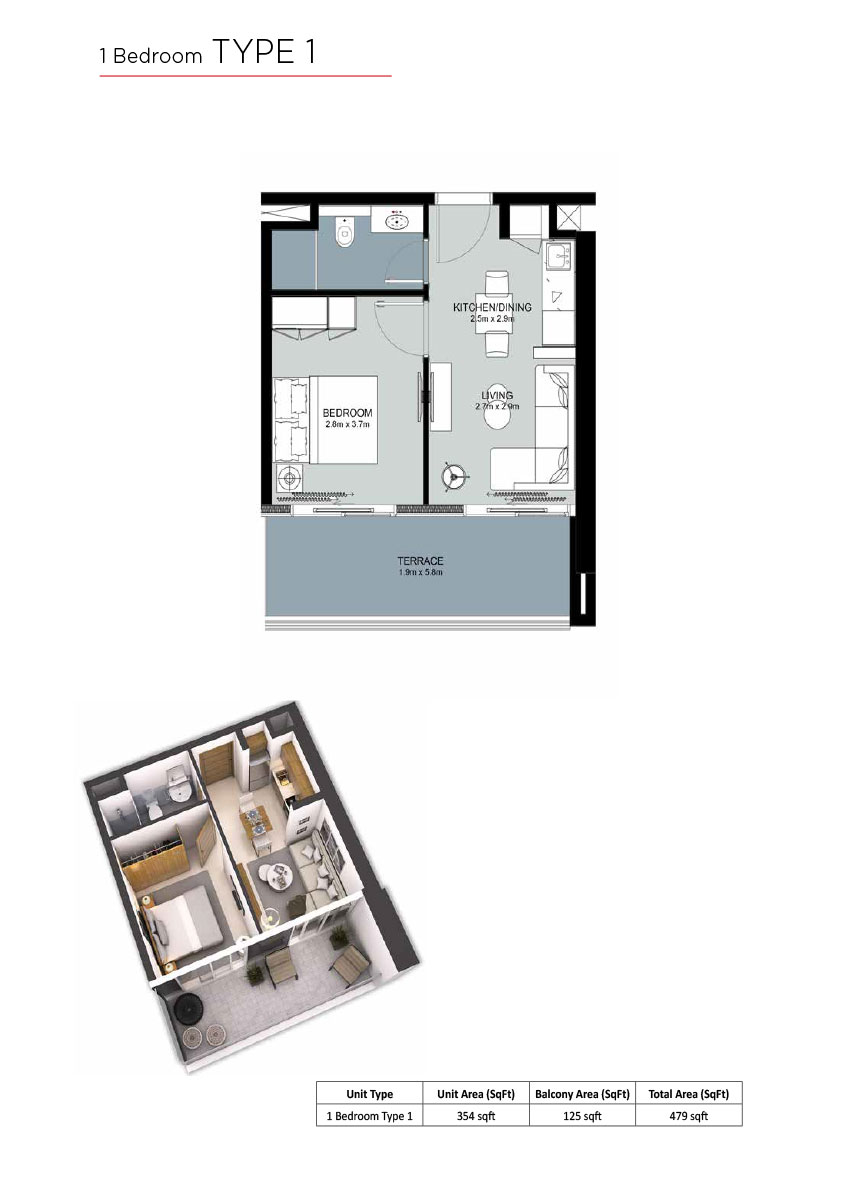 1 Bedroom TYPE 1
KITCHEN/DINING
2.5m x 2.9m
LIVING
2.7m x 2.9m
BEDROOM
2.8m x 3.7m
TERRACE
1.9m x 5.8m
Unit Type Unit Area (SqFt) Balcony Area (SqFt) Total Area (SqFt)
1 Bedroom Type 1 354 sqft 125 sqft 479 sqft